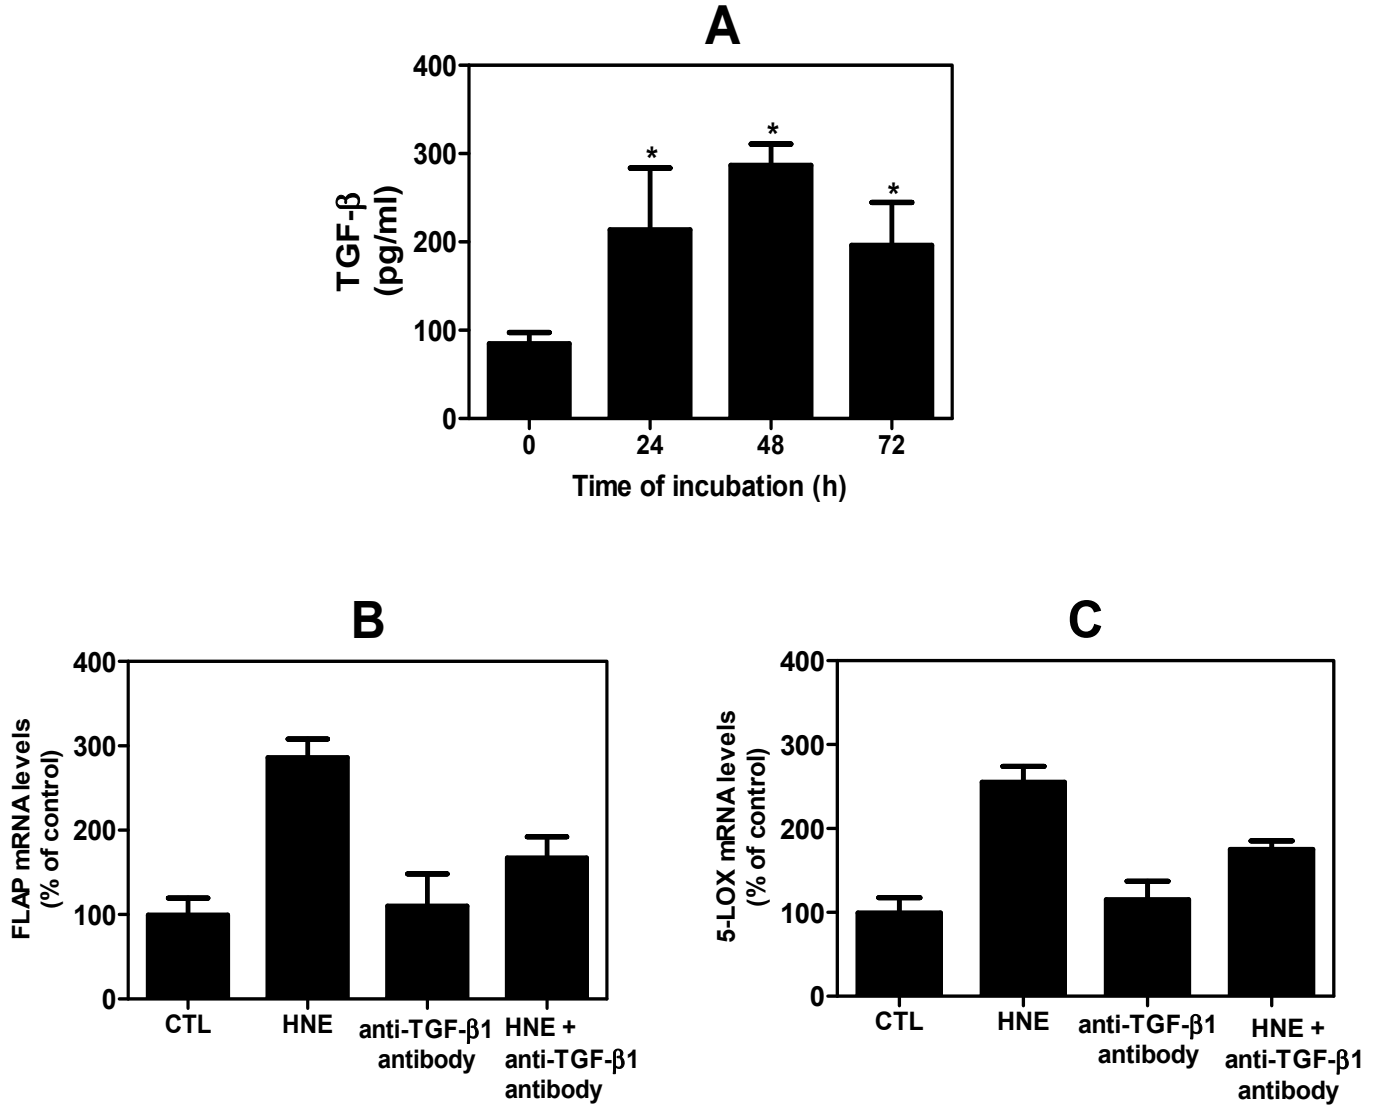 A
TGF-β
(pg/ml)
400
300
200
100
0
*
*
*
0 24 48 72
Time of incubation (h)
B
FLAP mRNA levels
(% of control)
400
300
200
100
0
CTL
HNE
anti-TGF-β1
antibody
HNE +
anti-TGF-β1
antibody
C
5-LOX mRNA levels
(% of control)
400
300
200
100
0
CTL
HNE
anti-TGF-β1
antibody
HNE +
anti-TGF-β1
antibody